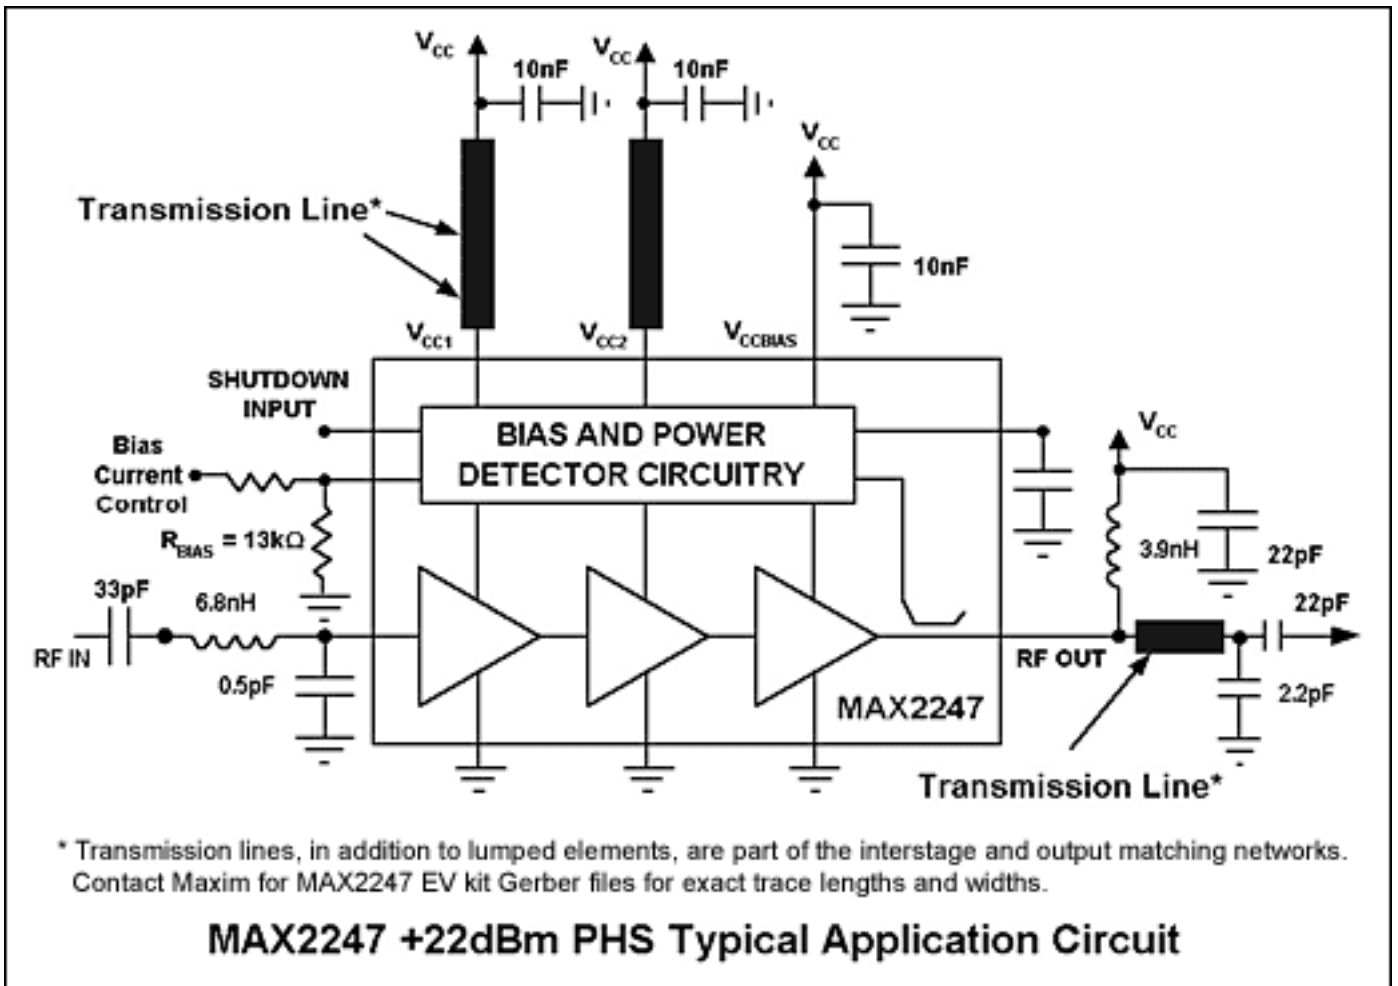 VCC
10nF
VCC
10nF
VCC
10nF
Transmission Line*
VCC1
VCC2
VCCBIAS
SHUTDOWN
INPUT
BIAS AND POWER
DETECTOR CIRCUITRY
Bias
Current
Control
RBIAS = 13kΩ
VCC
3.9nH
22pF
33pF
6.8nH
22pF
RF IN
0.5pF
RF OUT
2.2pF
MAX2247
Transmission Line*
* Transmission lines, in addition to lumped elements, are part of the interstage and output matching networks.
Contact Maxim for MAX2247 EV kit Gerber files for exact trace lengths and widths.
MAX2247 +22dBm PHS Typical Application Circuit